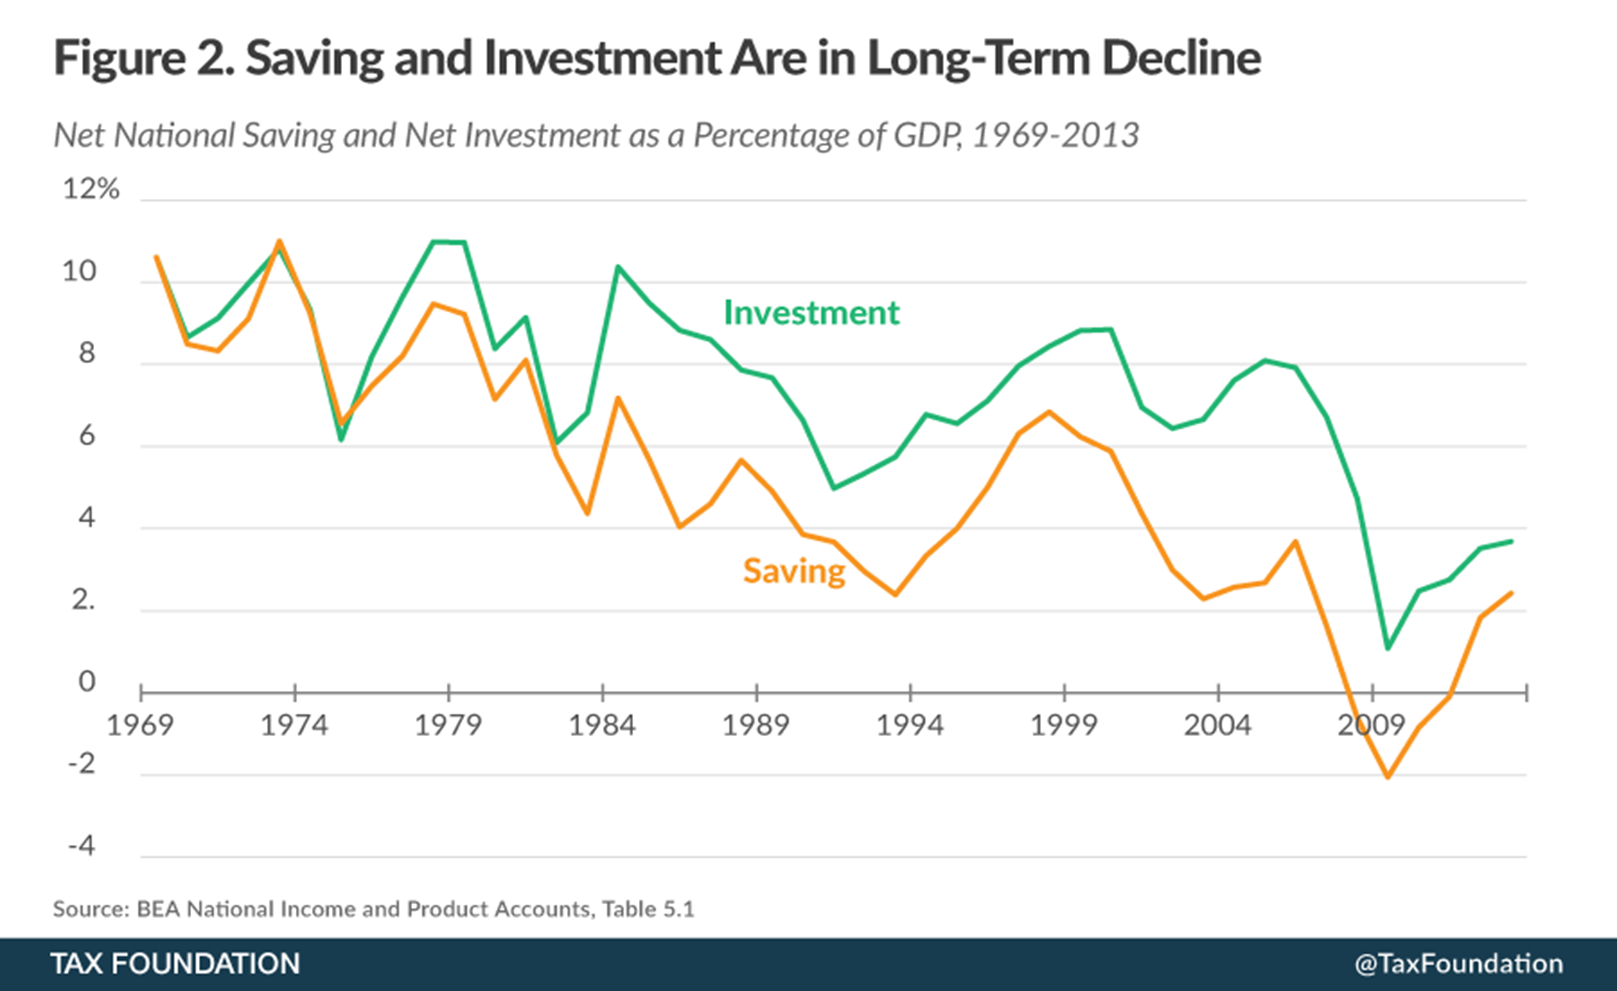 Figure 2. Saving and Investment Are in Long-Term Decline
Net National Saving and Net Investment as a Percentage of GDP, 1969-2013
12%
10
8
6
4
2.
0
-2
-4
Investment
Saving
1969 1974 1979 1984 1989 1994 1999 2004 2009
Source: BEA National Income and Product Accounts, Table 5.1
TAX FOUNDATION
@TaxFoundation